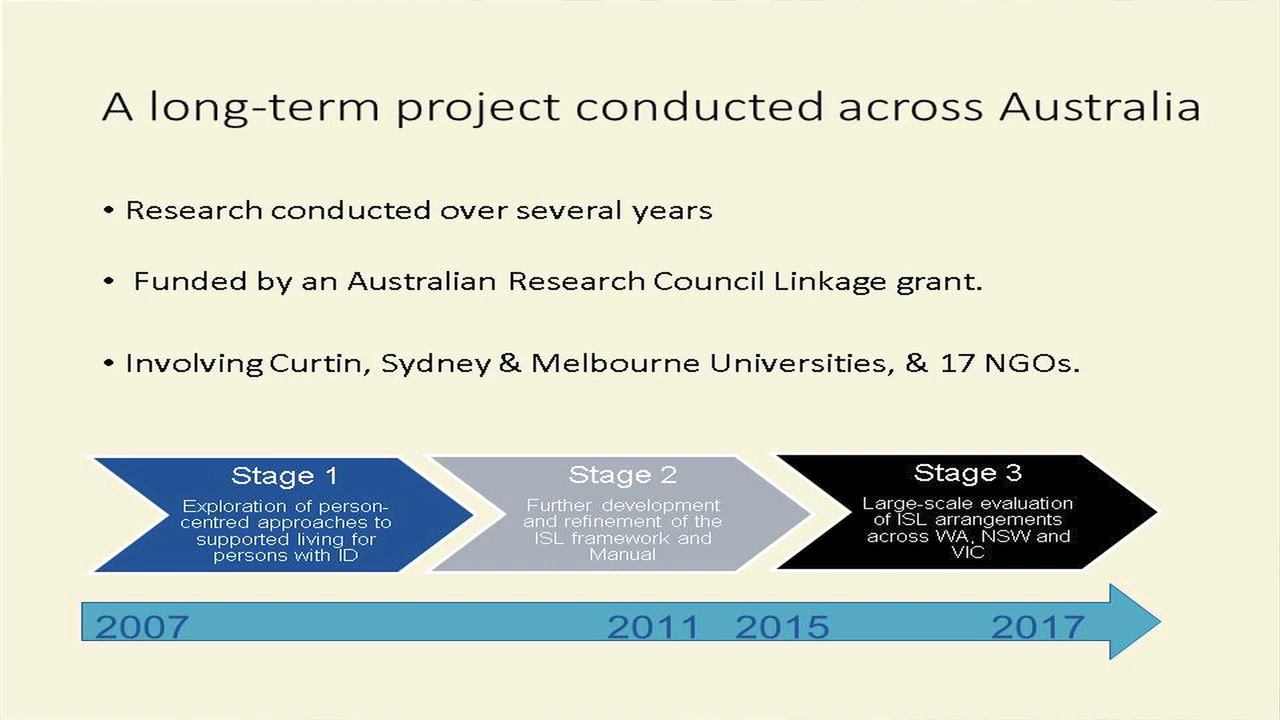 A long-term project conducted across Australia
• Research conducted over several years
• Funded by an Australian Research Council Linkage grant.
• Involving Curtin, Sydney & Melbourne Universities, & 17 NGOs.
Stage 1
Exploration of person-
centred approaches to
supported living for
persons with ID
Stage 2
Further development
and refinement of the
ISL framework and
Manual
Stage 3
Large-scale evaluation
of ISL arrangements
across WA, NSW and
VIC
2007 2011 2015 2017